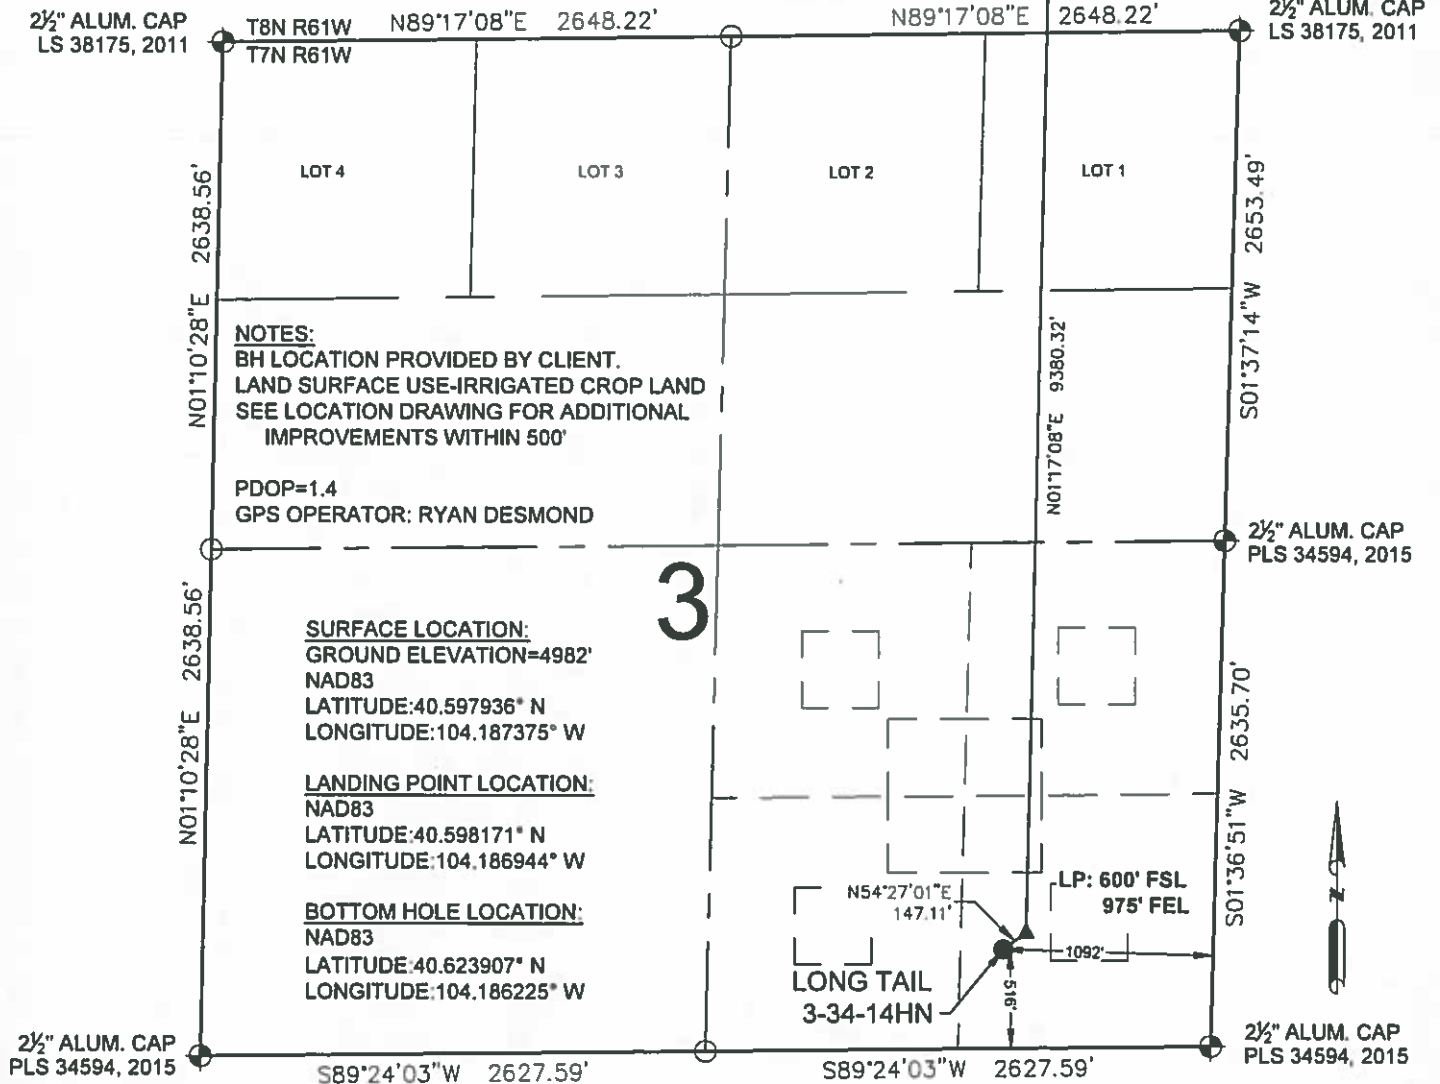 2½" ALUM. CAP
LS 38175, 2011
T8N R61W
T7N R61W
N89°17'08"E 2648.22'
N89°17'08"E 2648.22'
2½" ALUM. CAP
LS 38175, 2011
LOT 4
LOT 3
LOT 2
LOT 1
N01°10'28"E 2638.56'
S01°37'14"W 2653.49'
N01°17'08"E 9380.32'
NOTES:
BH LOCATION PROVIDED BY CLIENT.
LAND SURFACE USE-IRRIGATED CROP LAND
SEE LOCATION DRAWING FOR ADDITIONAL
IMPROVEMENTS WITHIN 500'
PDOP=1.4
GPS OPERATOR: RYAN DESMOND
2½" ALUM. CAP
PLS 34594, 2015
3
N01°10'28"E 2638.56'
SURFACE LOCATION:
GROUND ELEVATION=4982'
NAD83
LATITUDE:40.597936° N
LONGITUDE:104.187375° W
LANDING POINT LOCATION:
NAD83
LATITUDE:40.598171° N
LONGITUDE:104.186944° W
BOTTOM HOLE LOCATION:
NAD83
LATITUDE:40.623907° N
LONGITUDE:104.186225° W
S01°36'51"W 2635.70'
N54°27'01"E
147.11'
LP: 600' FSL
975' FEL
1092'
516'
LONG TAIL
3-34-14HN
N
2½" ALUM. CAP
PLS 34594, 2015
S89°24'03"W 2627.59'
S89°24'03"W 2627.59'
2½" ALUM. CAP
PLS 34594, 2015